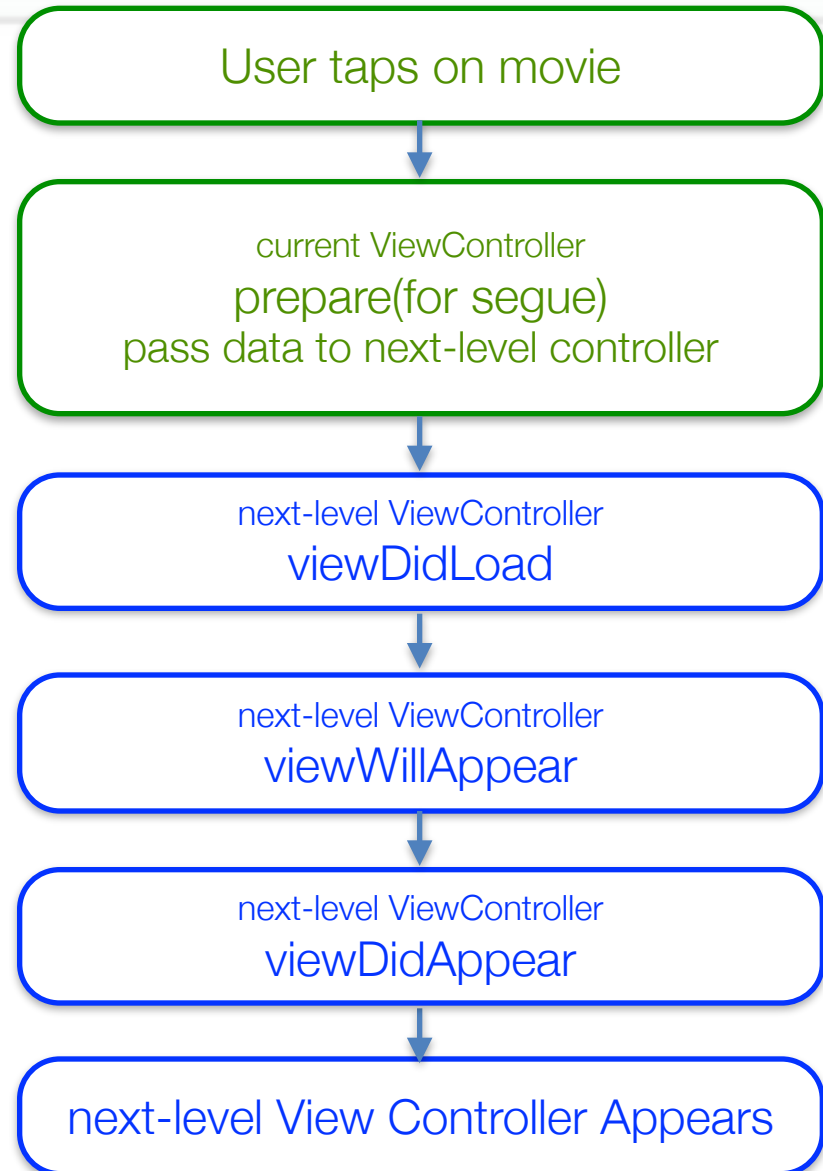 User taps on movie
current ViewController
prepare(for segue)
pass data to next-level controller
next-level ViewController
viewDidLoad
next-level ViewController
viewWillAppear
next-level ViewController
viewDidAppear
next-level View Controller Appears